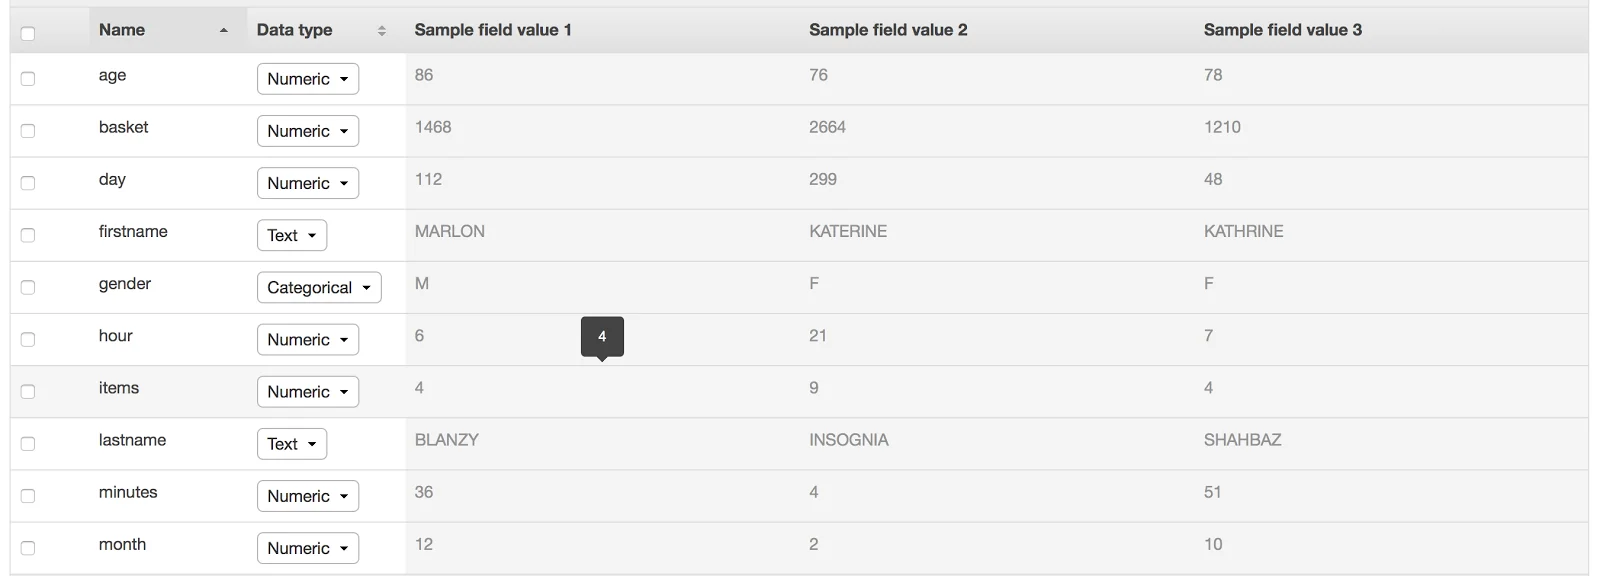 Name Data type Sample field value 1 Sample field value 2 Sample field value 3
age Numeric 86 76 78
basket Numeric 1468 2664 1210
day Numeric 112 299 48
firstname Text MARLON KATERINE KATHRINE
gender Categorical M F F
hour Numeric 6 4 21 7
items Numeric 4 9 4
lastname Text BLANZY INSOGNIA SHAHBAZ
minutes Numeric 36 4 51
month Numeric 12 2 10